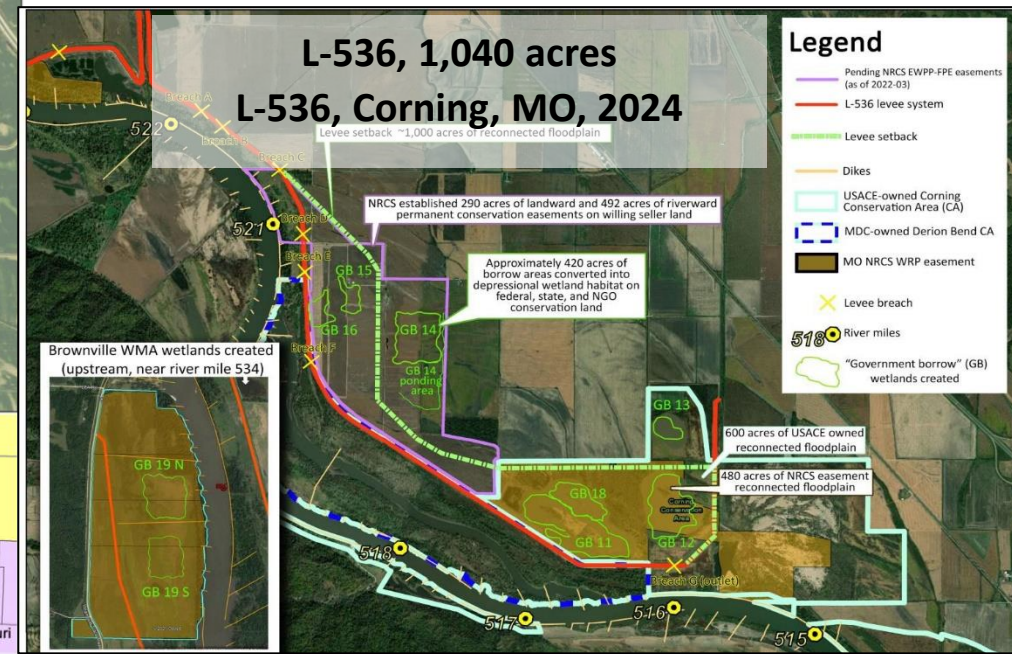 L-536, 1,040 acres
L-536, Corning, MO, 2024
Legend
Pending NRCS EWPP-FPE easements
(as of 2022-03)
L-536 levee system
Levee setback
Dikes
USACE-owned Corning
Conservation Area (CA)
MDC-owned Derion Bend CA
MO NRCS WRP easement
Levee breach
518 River miles
"Government borrow" (GB)
wetlands created
Breach A
522
Levee setback ~1,000 acres of reconnected floodplain
Breach C
NRCS established 290 acres of landward and 492 acres of riverward
permanent conservation easements on willing seller land
521
Breach D
Breach E
GB 15
GB 16
Approximately 420 acres of
borrow areas converted into
depressional wetland habitat on
federal, state, and NGO
conservation land
GB 14
GB 14
ponding
area
Breach F
Brownville WMA wetlands created
(upstream, near river mile 534)
GB 19 N
GB 19 S
GB 13
600 acres of USACE owned
reconnected floodplain
480 acres of NRCS easement
reconnected floodplain
GB 18
Corning
Conservation
Area
GB 11
GB 12
Breach G (outlet)
518
517
516
515
uri